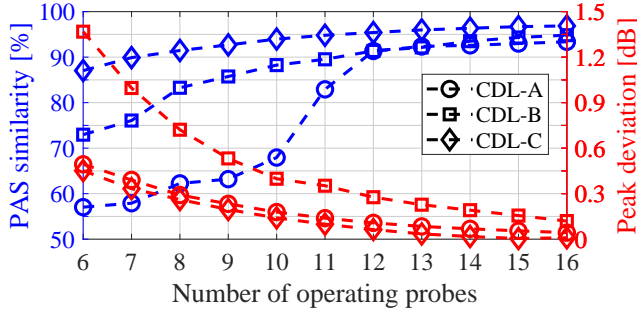 100
90
80
70
60
50
PAS similarity [%]
1.5
1.2
0.9
0.6
0.3
0
Peak deviation [dB]
CDL-A
CDL-B
CDL-C
6 7 8 9 10 11 12 13 14 15 16
Number of operating probes